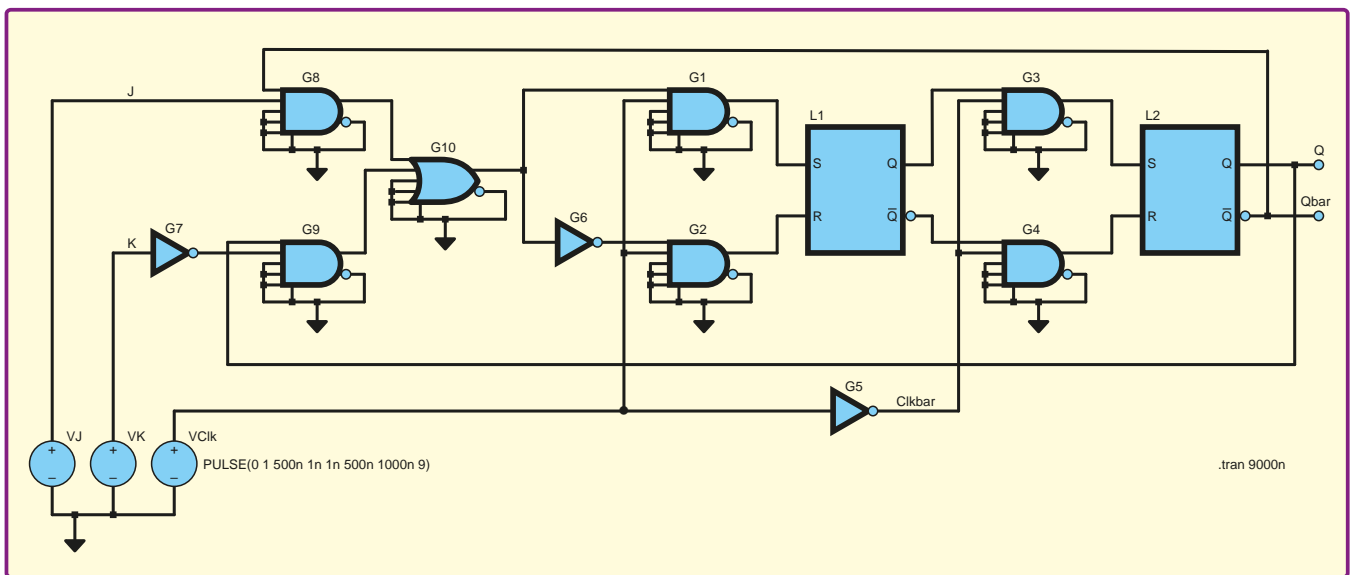 G8
G1
G3
J
L1
L2
G10
S
Q
S
Q
Q
G7
K
G9
G6
G2
R
Q̅
G4
R
Q̅
Qbar
G5
Clkbar
VJ
VK
VClk
+
+
+
–
–
–
PULSE(0 1 500n 1n 1n 500n 1000n 9)
.tran 9000n